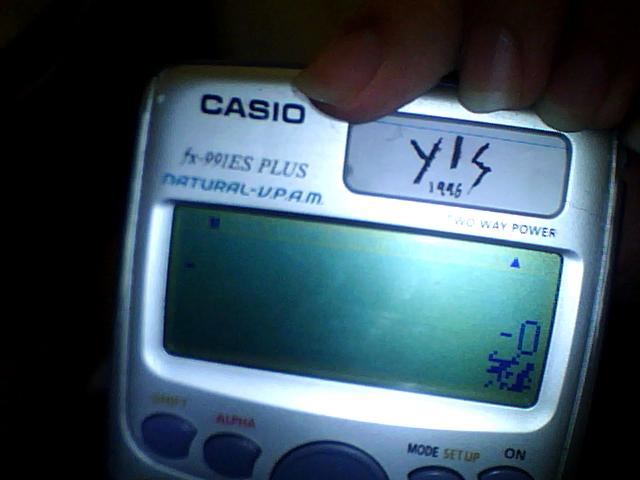 CASIO
fx-991ES PLUS
NATURAL-V.P.A.M.
YIS
1996
TWO WAY POWER
-0
SHIFT
ALPHA
MODE SETUP
ON